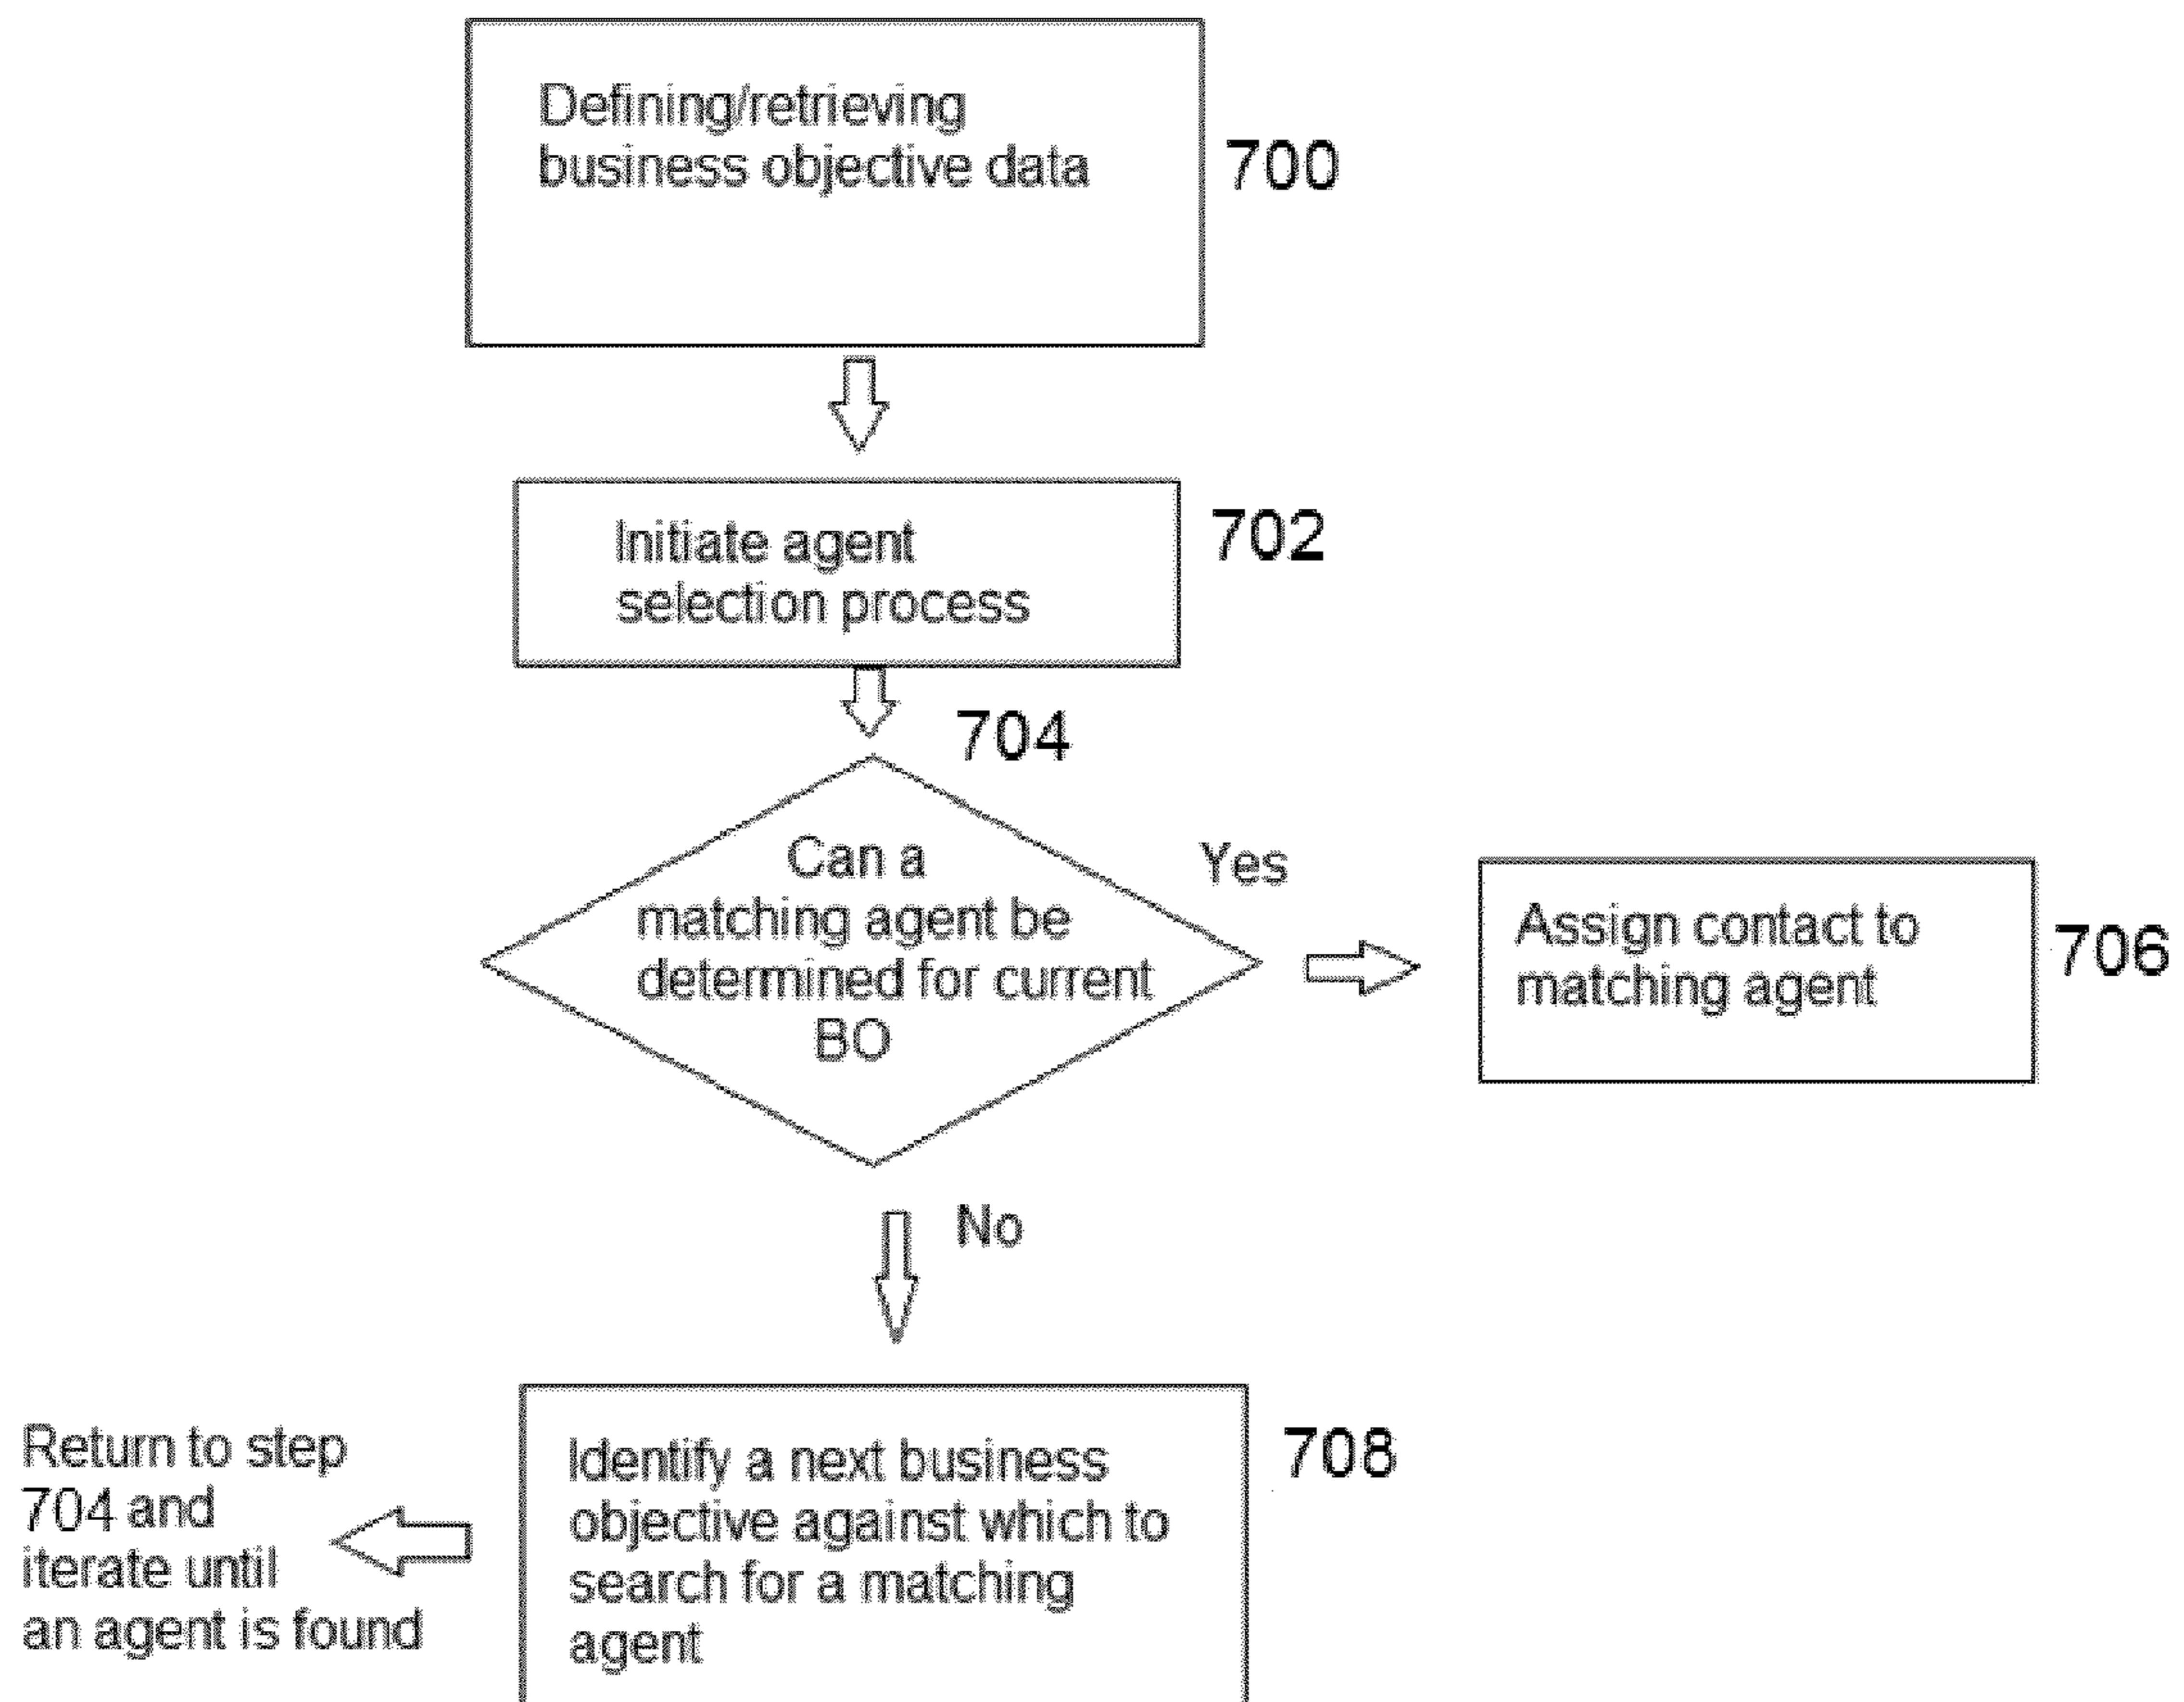 Defining/retrieving
business objective data
700
Initiate agent
selection process
702
704
Can a
matching agent be
determined for current
BO
Yes
Assign contact to
matching agent
706
No
Identify a next business
objective against which to
search for a matching
agent
708
Return to step
704 and
iterate until
an agent is found